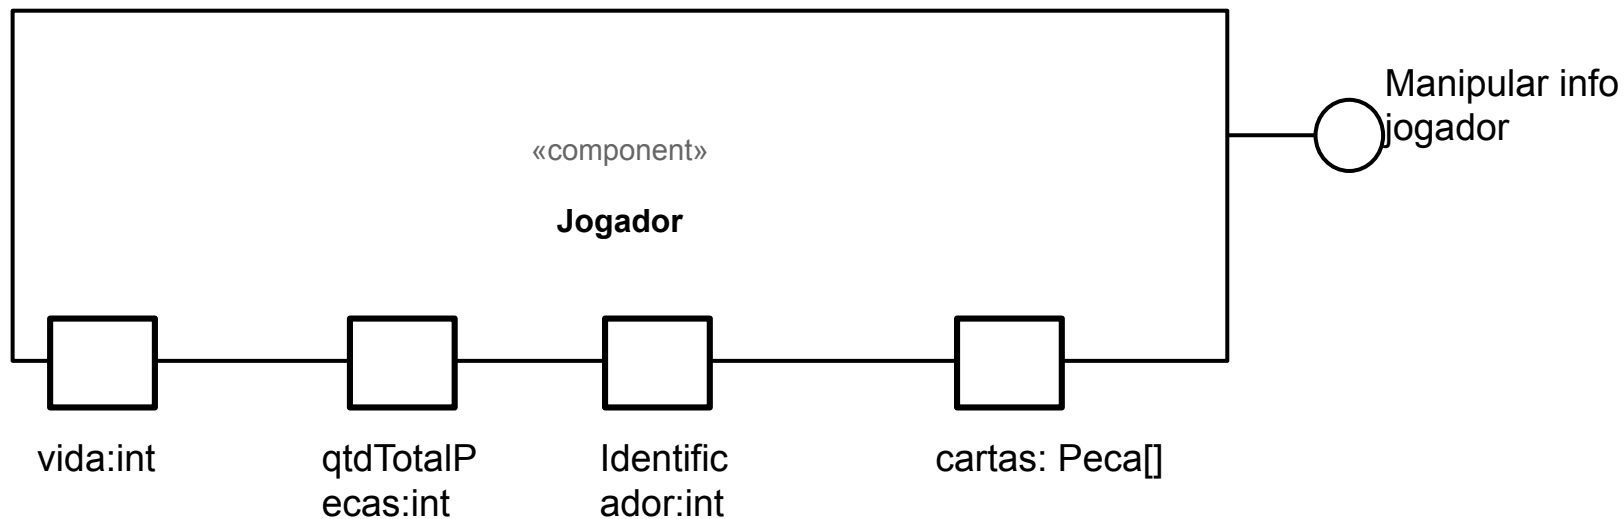 Manipular info
jogador
«component»
Jogador
vida:int
qtdTotalP
ecas:int
Identific
ador:int
cartas: Peca[]